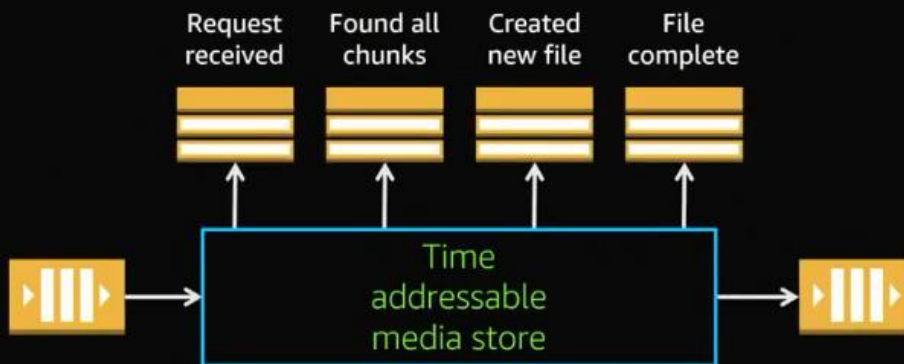 Request
received
Found all
chunks
Created
new file
File
complete
Time
addressable
media store